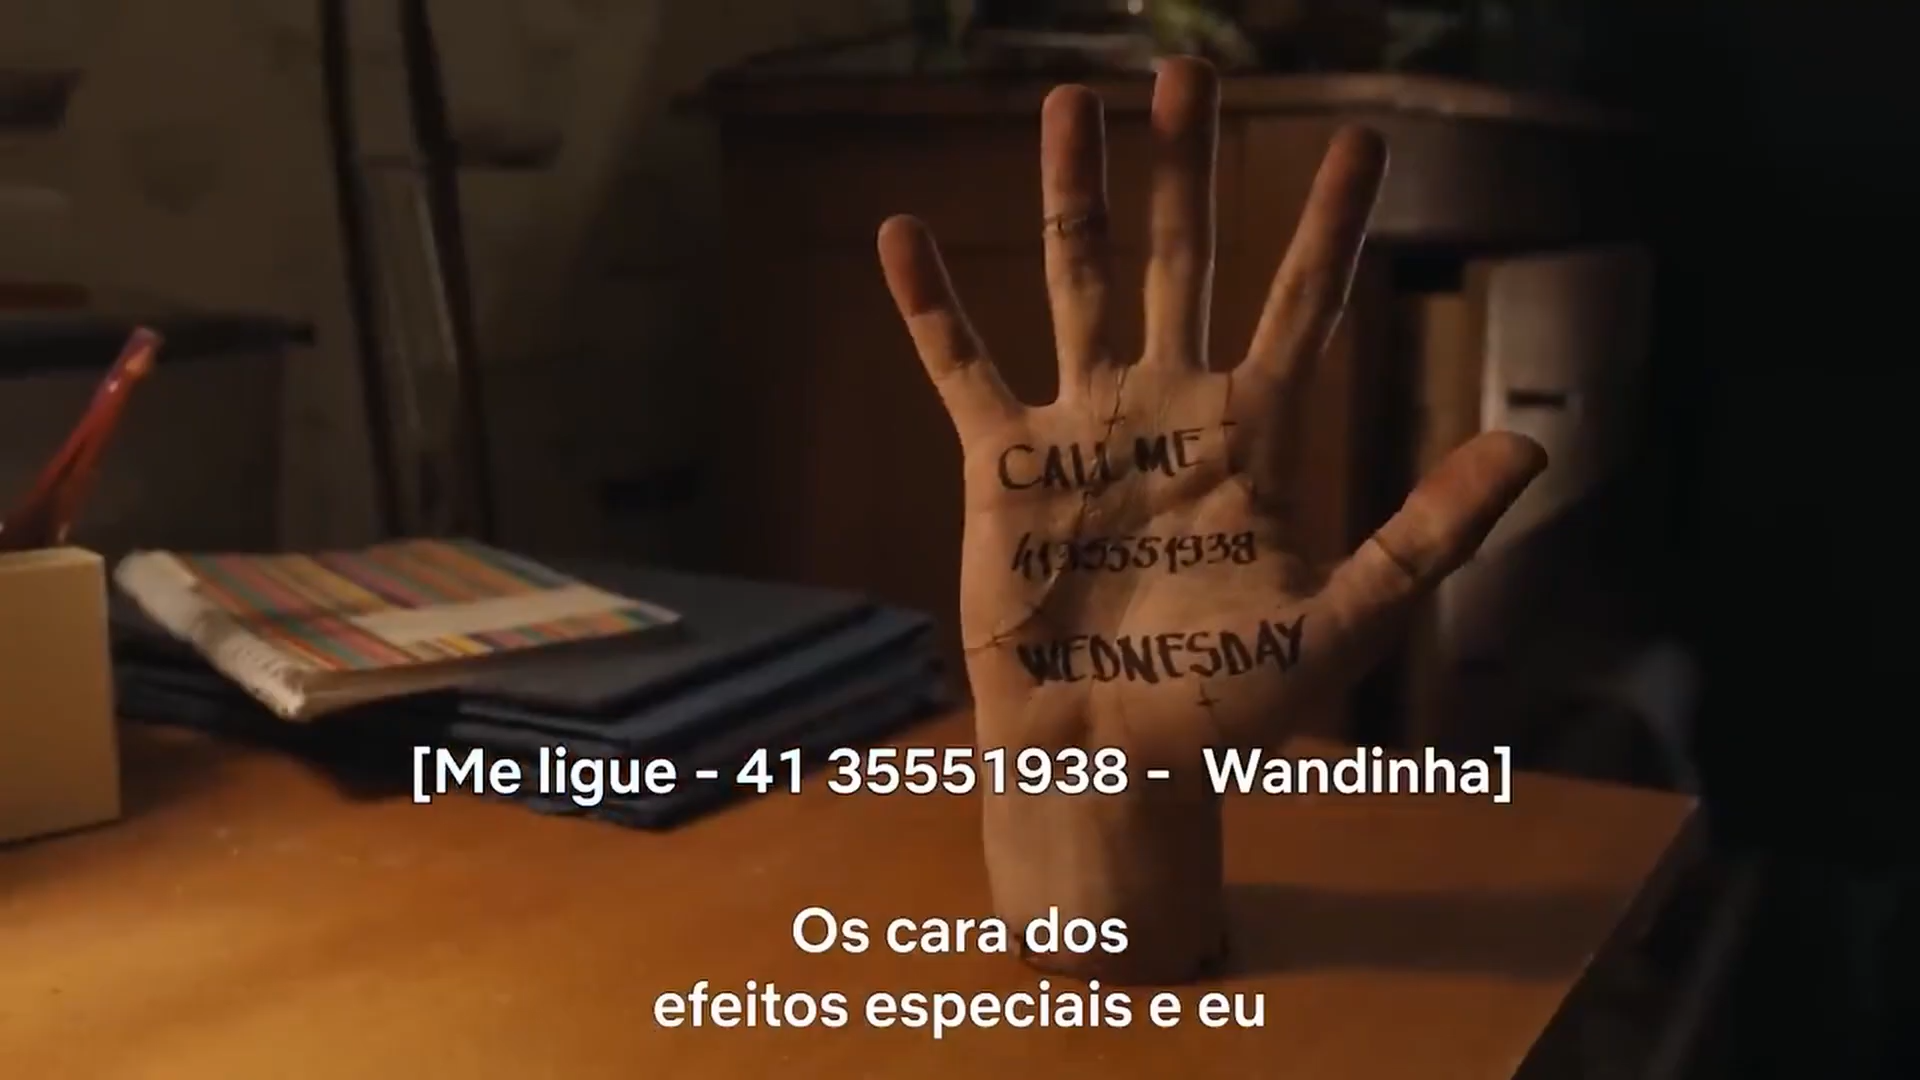 CALL ME
4135551938
WEDNESDAY
[Me ligue - 41 35551938 - Wandinha]
Os cara dos
efeitos especiais e eu